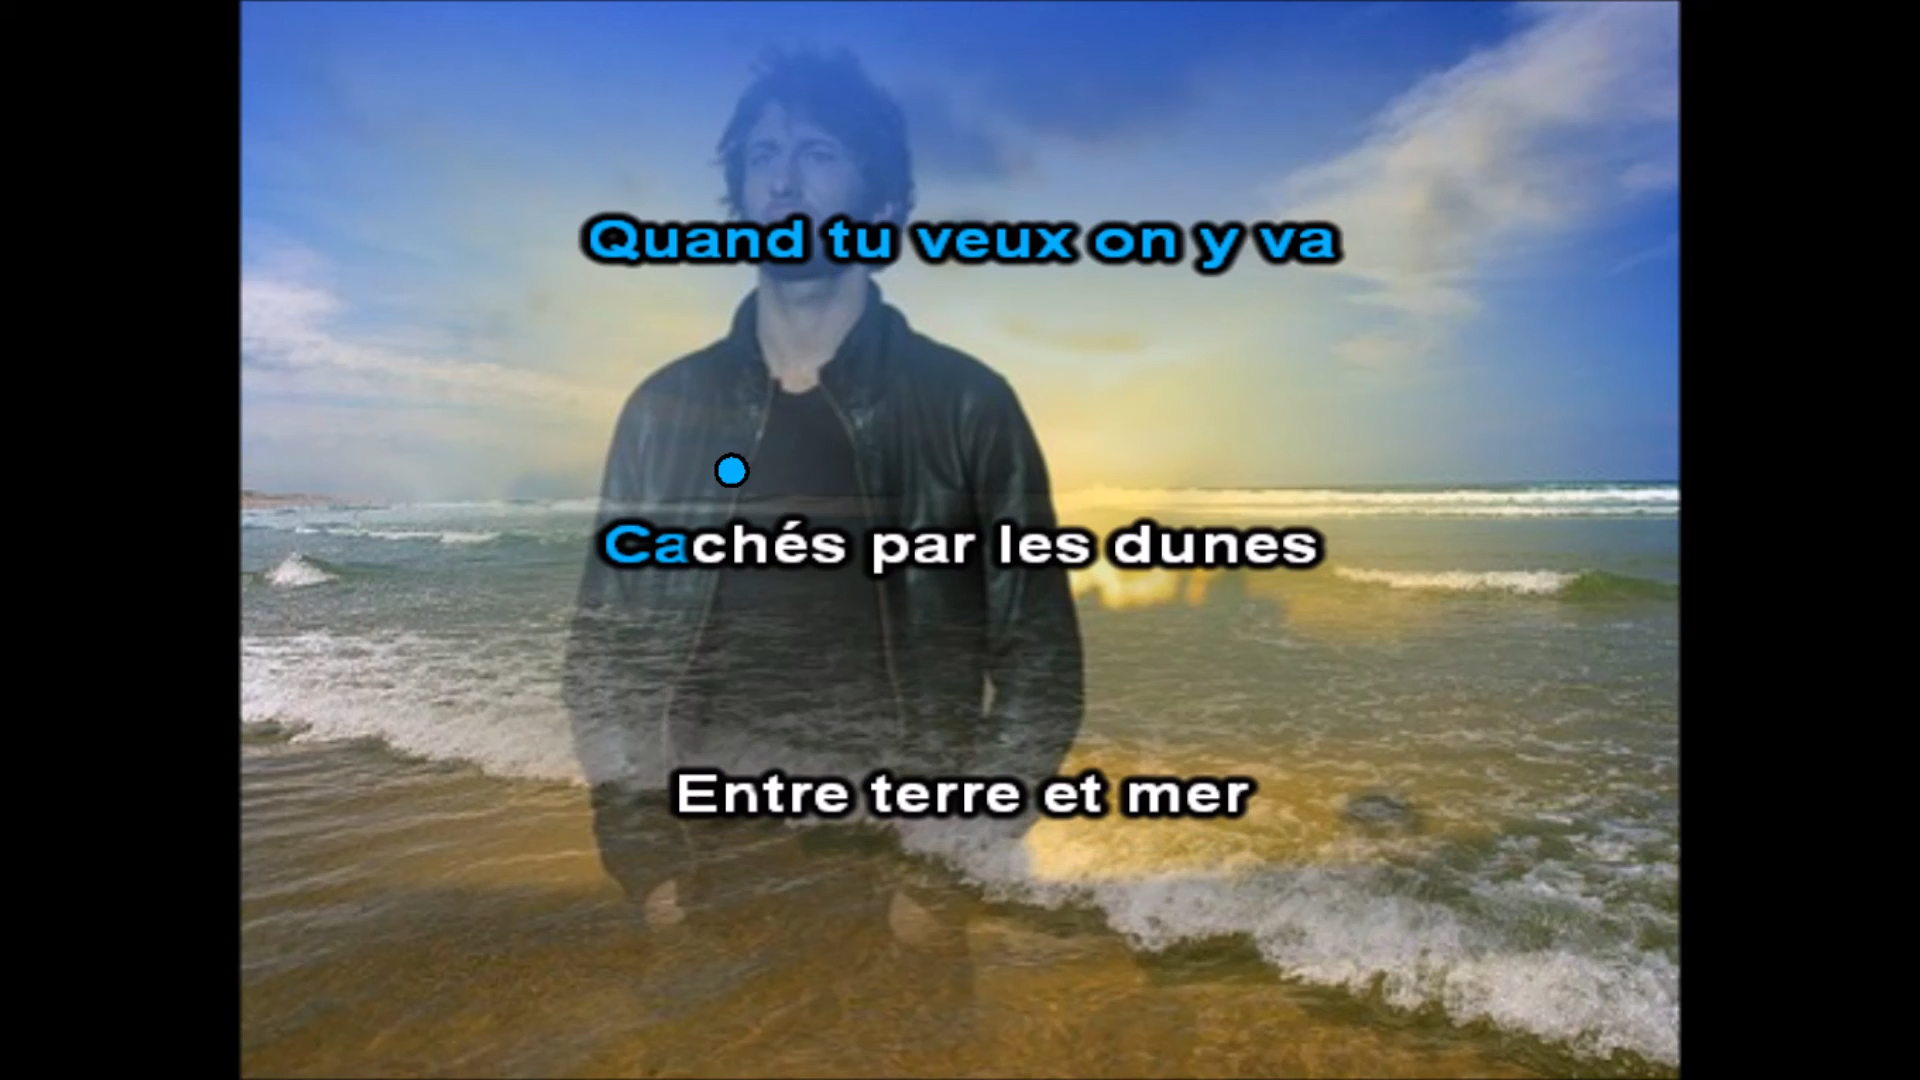 Quand tu veux on y va
Cachés par les dunes
Entre terre et mer